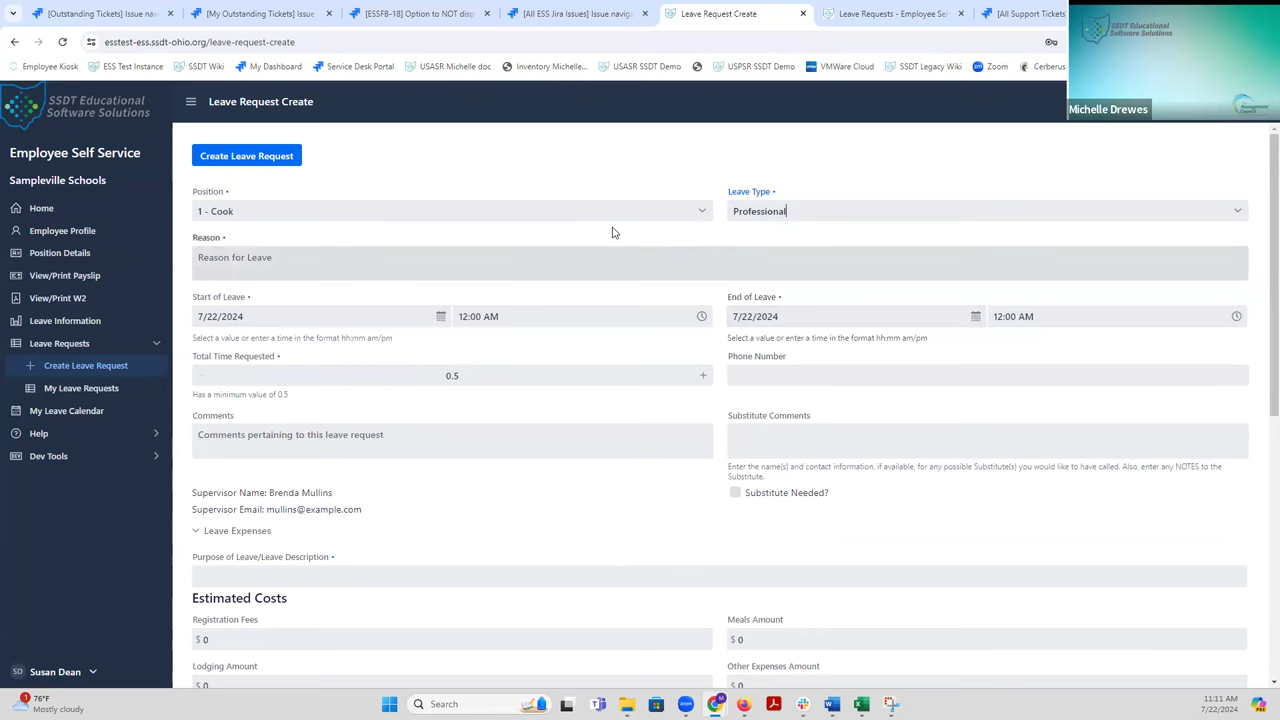 [Outstanding Tickets] Issue nav
[My Outstanding Tickets] Issue
[SSFB-18] Option to NOT disp
[All ESS Jira Issues] Issue navig
Leave Request Create
Leave Requests - Employee Sel
[All Support Tickets]
esstest-ess.ssdt-ohio.org/leave-request-create
Employee Kiosk
ESS Test Instance
SSDT Wiki
My Dashboard
Service Desk Portal
USASR Michelle doc
Inventory Michelle...
USASR SSDT Demo
USPSR SSDT Demo
VMWare Cloud
SSDT Legacy Wiki
Zoom
Cerberus
SSDT Educational
Software Solutions
Michelle Drewes
SSDT Educational
Software Solutions
Leave Request Create
Employee Self Service
Sampleville Schools
Home
Employee Profile
Position Details
View/Print Payslip
View/Print W2
Leave Information
Leave Requests
Create Leave Request
My Leave Requests
My Leave Calendar
Help
Dev Tools
SD Susan Dean
Create Leave Request
Position •
1 - Cook
Leave Type •
Professional
Reason •
Reason for Leave
Start of Leave •
7/22/2024
12:00 AM
Select a value or enter a time in the format hh:mm am/pm
End of Leave •
7/22/2024
12:00 AM
Select a value or enter a time in the format hh:mm am/pm
Total Time Requested •
0.5
Has a minimum value of 0.5
Phone Number
Comments
Comments pertaining to this leave request
Substitute Comments
Enter the name(s) and contact information, if available, for any possible Substitute(s) you would like to have called. Also, enter any NOTES to the
Substitute.
Supervisor Name: Brenda Mullins
Substitute Needed?
Supervisor Email: mullins@example.com
Leave Expenses
Purpose of Leave/Leave Description •
Estimated Costs
Registration Fees
$ 0
Meals Amount
$ 0
Lodging Amount
$ 0
Other Expenses Amount
$ 0
1
76°F
Mostly cloudy
Search
11:11 AM
7/22/2024